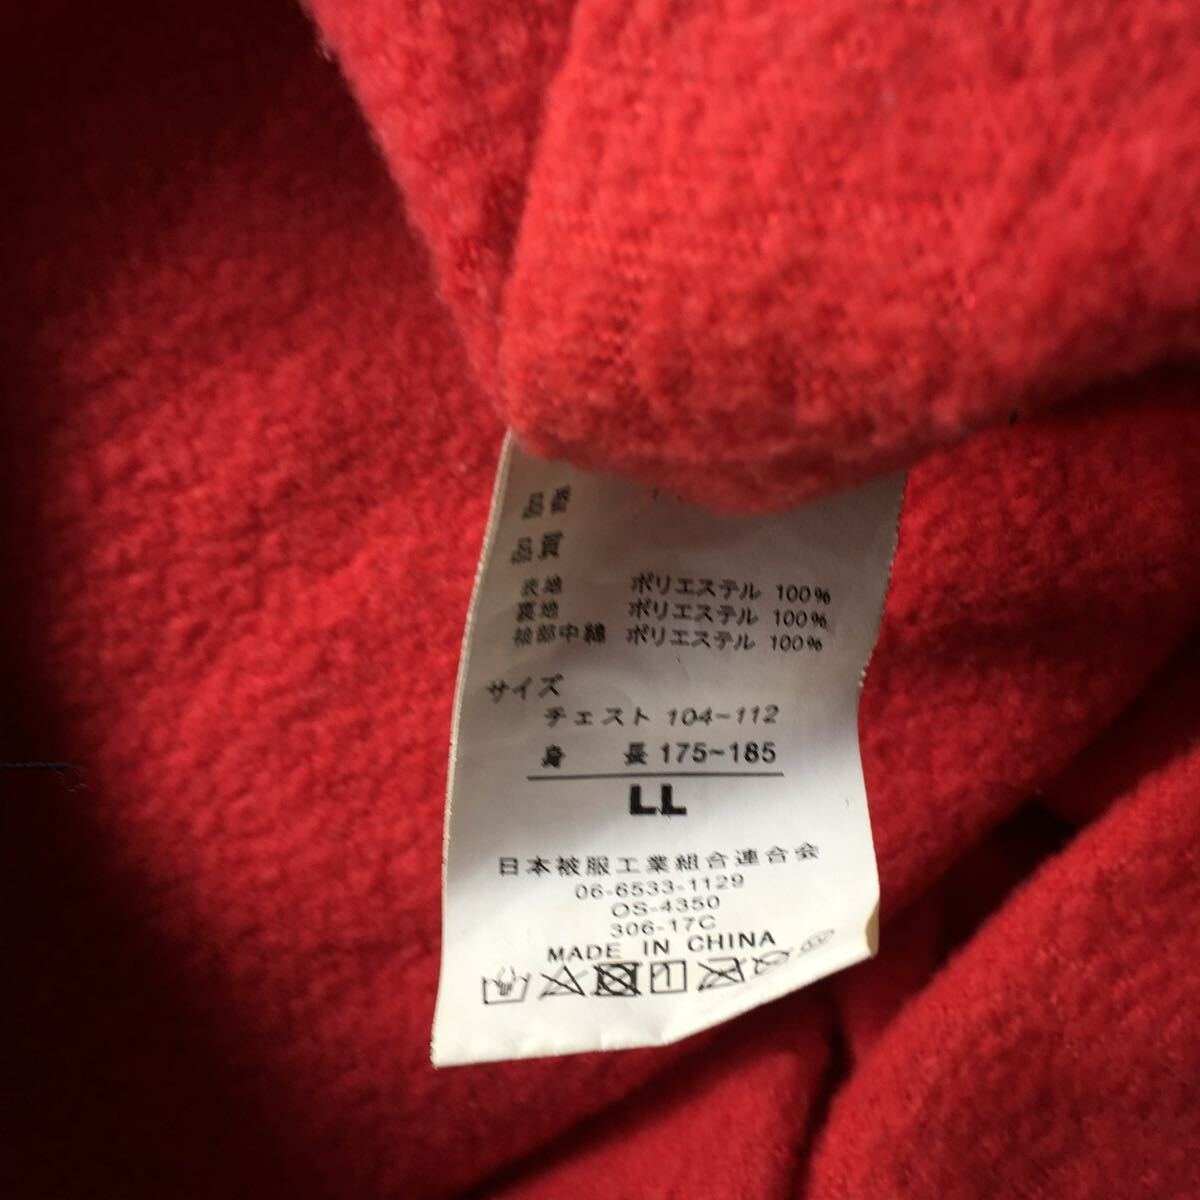 品番
品質
表地 ポリエステル 100%
裏地 ポリエステル 100%
袖部中綿 ポリエステル 100%
サイズ
チェスト 104~112
身 長 175~185
LL
日本被服工業組合連合会
06-6533-1129
OS-4350
306-17C
MADE IN CHINA